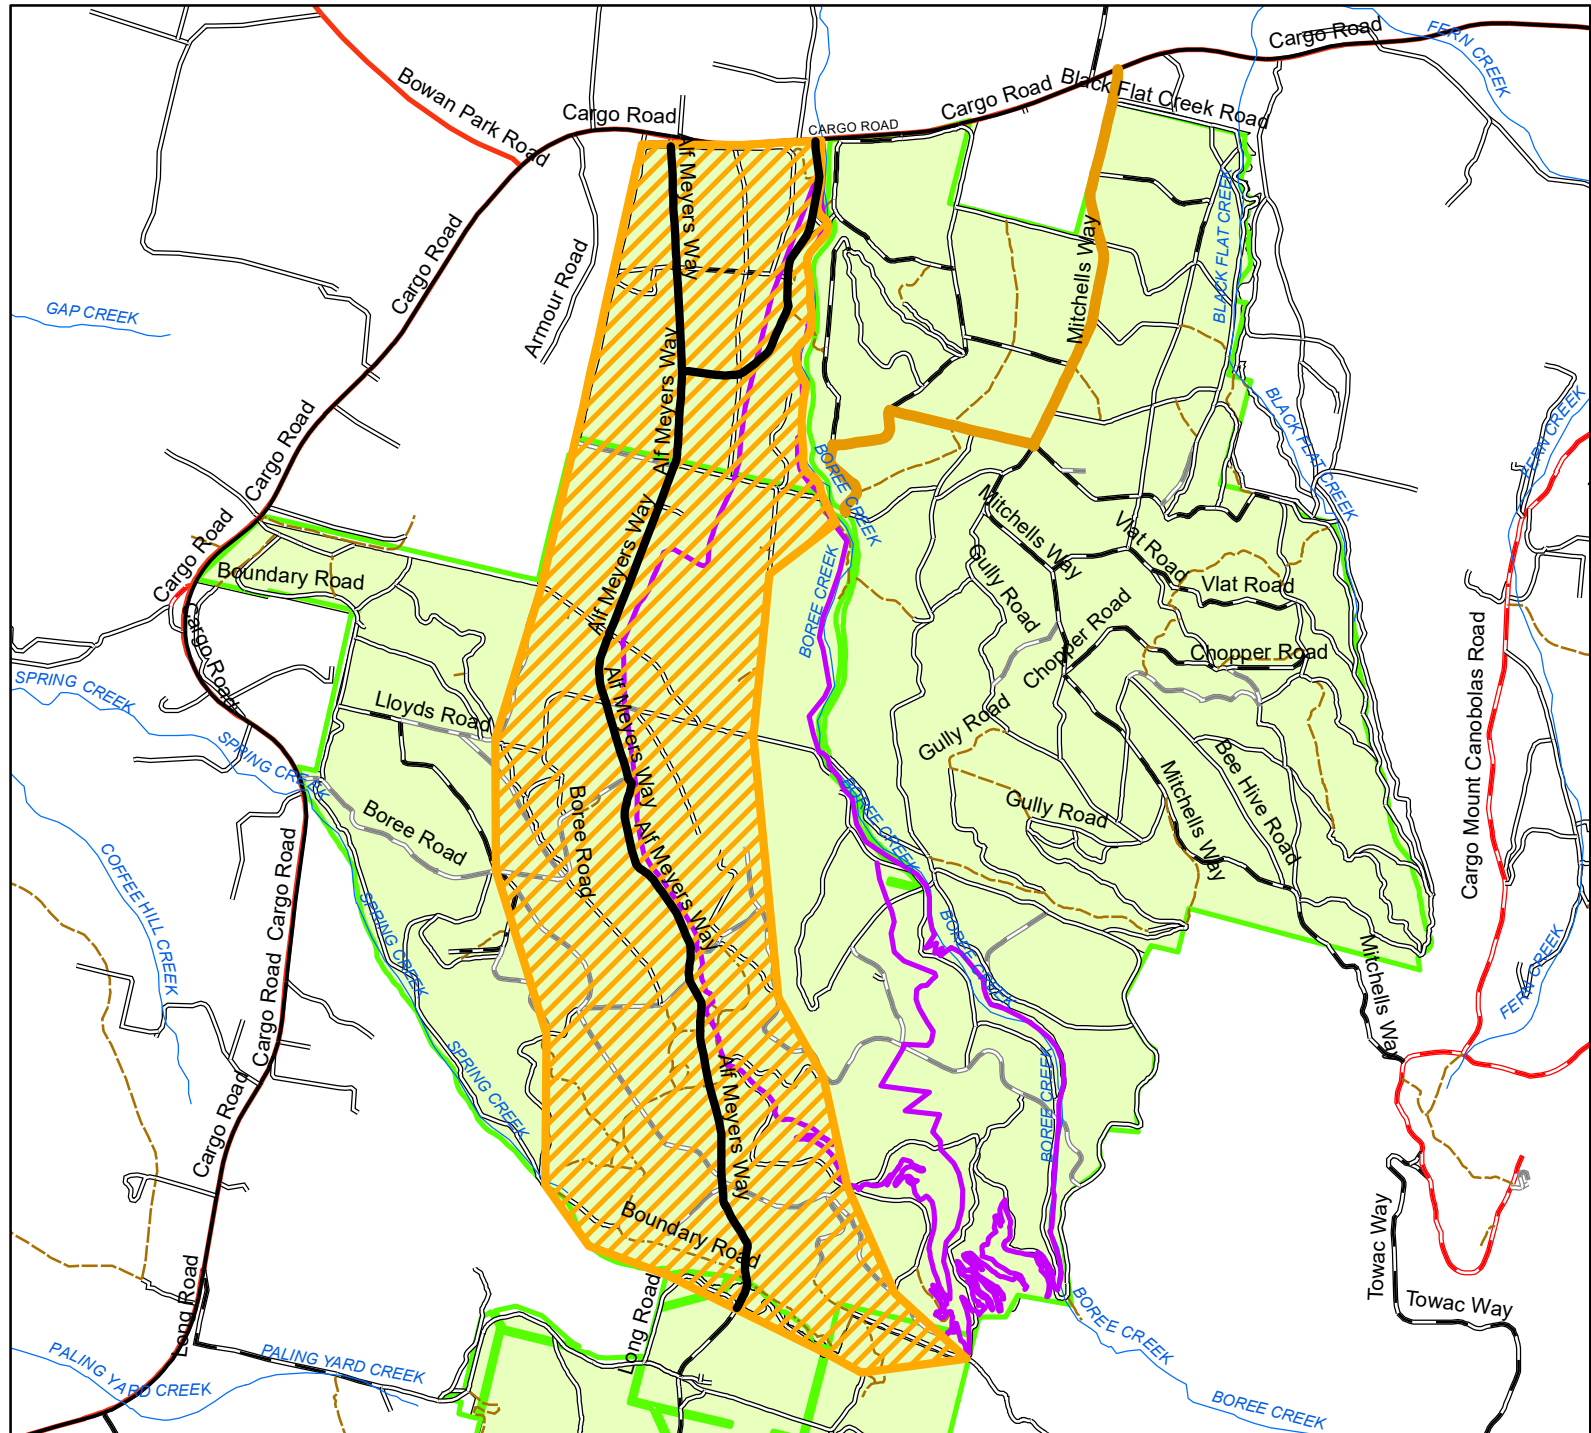 Cargo Road
FERN CREEK
Bowan Park Road
Cargo Road
Cargo Road
Black Flat Creek Road
CARGO ROAD
Alf Meyers Way
BLACK FLAT CREEK
Cargo Road
Armour Road
Mitchells Way
GAP CREEK
Alf Meyers Way
Cargo Road
BLACK FLAT CREEK
FERN CREEK
BOREE CREEK
Cargo Road
Alf Meyers Way
Mitchells Way
Vlat Road
Boundary Road
BOREE CREEK
Gully Road
Vlat Road
Cargo Road
Chopper Road
Chopper Road
SPRING CREEK
Lloyds Road
Alf Meyers Way
Gully Road
Cargo Mount Canobolas Road
SPRING CREEK
Boree Road
Boree Road
BOREE CREEK
Gully Road
Mitchells Way
Bee Hive Road
COFFEE HILL CREEK
Cargo Road
Alf Meyers Way
SPRING CREEK
BOREE CREEK
Mitchells Way
FERN CREEK
Cargo Road
SPRING CREEK
Alf Meyers Way
BOREE CREEK
Cargo Road
Boundary Road
Towac Way
Long Road
Long Road
Towac Way
PALING YARD CREEK
PALING YARD CREEK
BOREE CREEK
BOREE CREEK